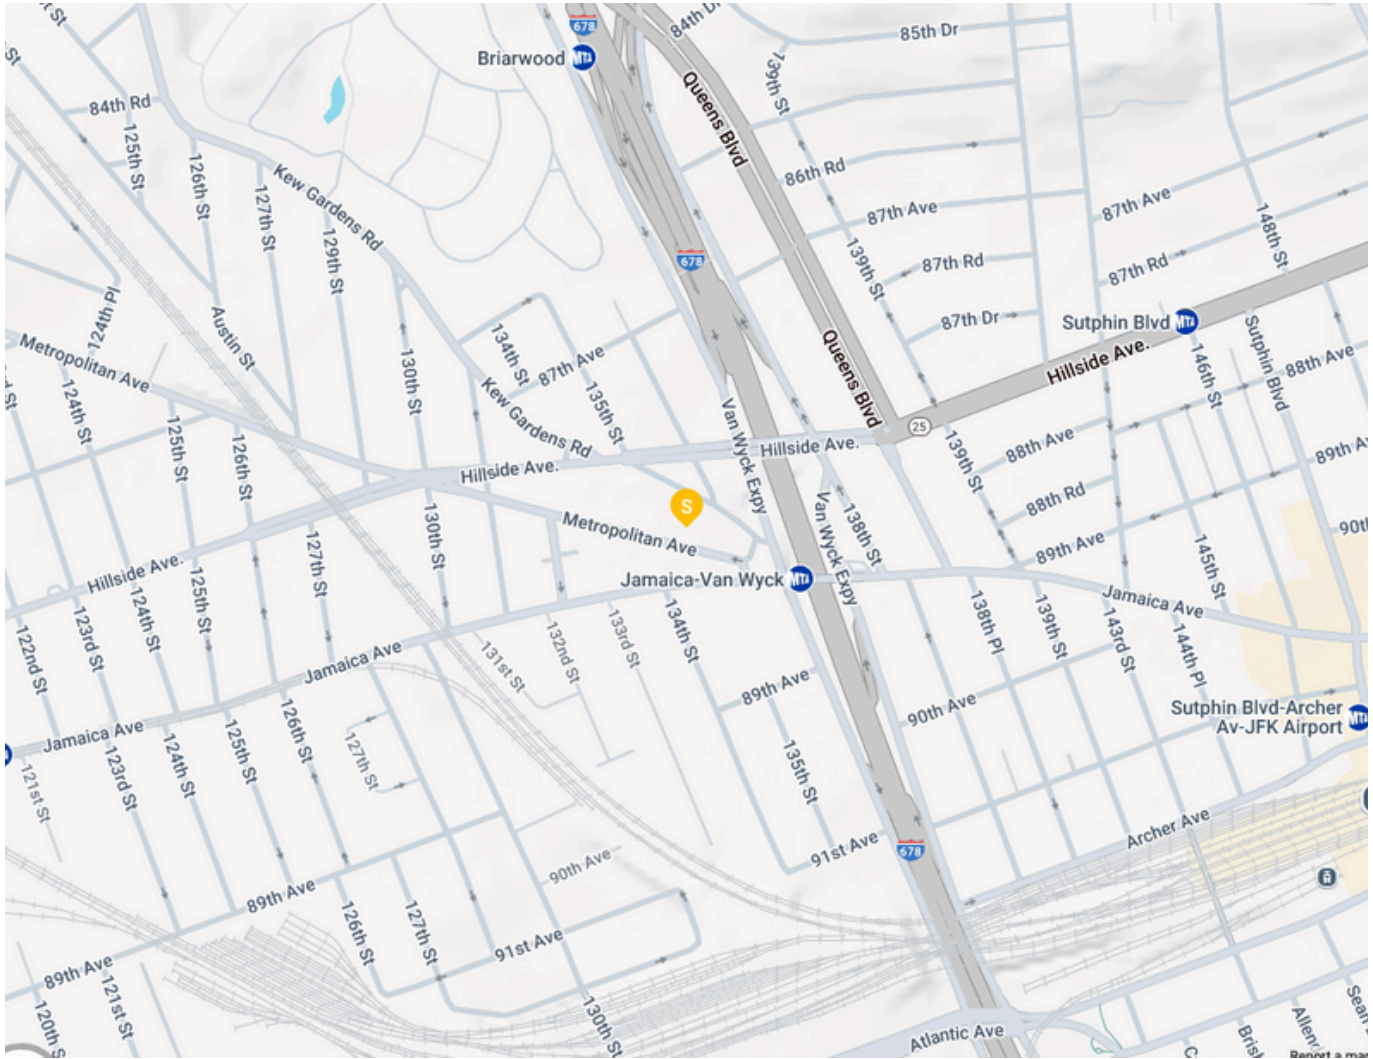 678
84th Dr
85th Dr
Briarwood
MTA
139th St
Queens Blvd
84th Rd
125th St
126th St
127th St
129th St
Kew Gardens Rd
86th Rd
87th Ave
87th Ave
148th St
139th St
87th Rd
87th Rd
678
124th Pl
Austin St
87th Dr
Sutphin Blvd
MTA
Sutphin Blvd
Metropolitan Ave
134th St
87th Ave
130th St
Queens Blvd
Hillside Ave.
146th St
88th Ave
124th St
135th St
Kew Gardens Rd
Van Wyck Expy
25
125th St
126th St
Hillside Ave.
Hillside Ave.
139th St
88th Ave
89th Av
88th Rd
S
Metropolitan Ave
130th St
127th St
Van Wyck Expy
138th St
89th Ave
145th St
Hillside Ave.
Jamaica-Van Wyck
MTA
125th St
124th St
123rd St
122nd St
Jamaica Ave
131st St
132nd St
133rd St
134th St
138th Pl
139th St
143rd St
144th Pl
Jamaica Ave
89th Ave
90th Ave
Sutphin Blvd-Archer
Av-JFK Airport
MTA
Jamaica Ave
121st St
123rd St
124th St
125th St
126th St
127th St
135th St
91st Ave
678
Archer Ave
90th Ave
89th Ave
126th St
127th St
91st Ave
89th Ave
121st St
130th St
Atlantic Ave